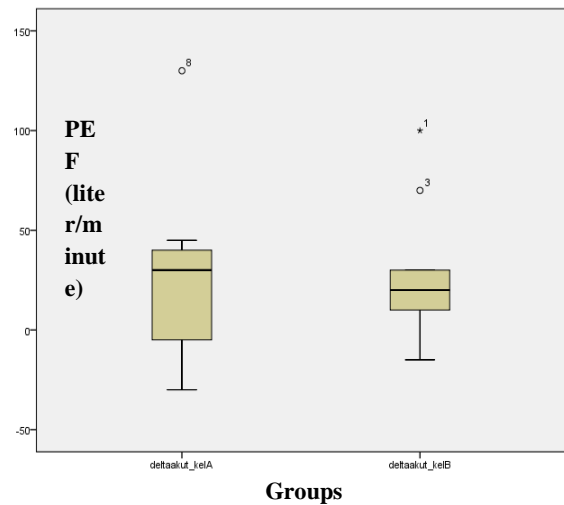 150
8
100
1
PE
F
(lite
r/m
inut
e)
3
50
0
-50
deltaakut_kelA deltaakut_kelB
Groups